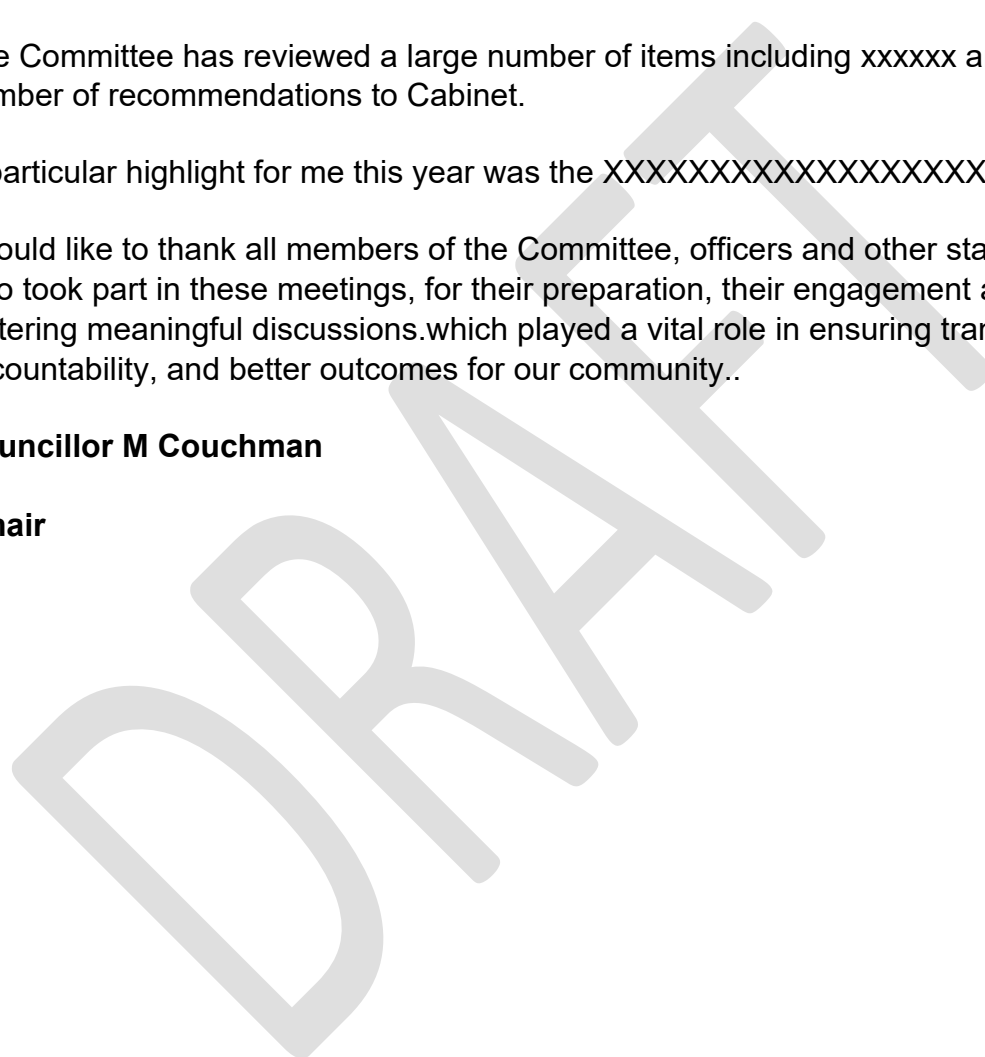 e Committee has reviewed a large number of items including xxxxxx a
mber of recommendations to Cabinet.
particular highlight for me this year was the XXXXXXXXXXXXXXXXXX
ould like to thank all members of the Committee, officers and other sta
o took part in these meetings, for their preparation, their engagement a
tering meaningful discussions.which played a vital role in ensuring tran
countability, and better outcomes for our community..
uncillor M Couchman
hair
DRAFT